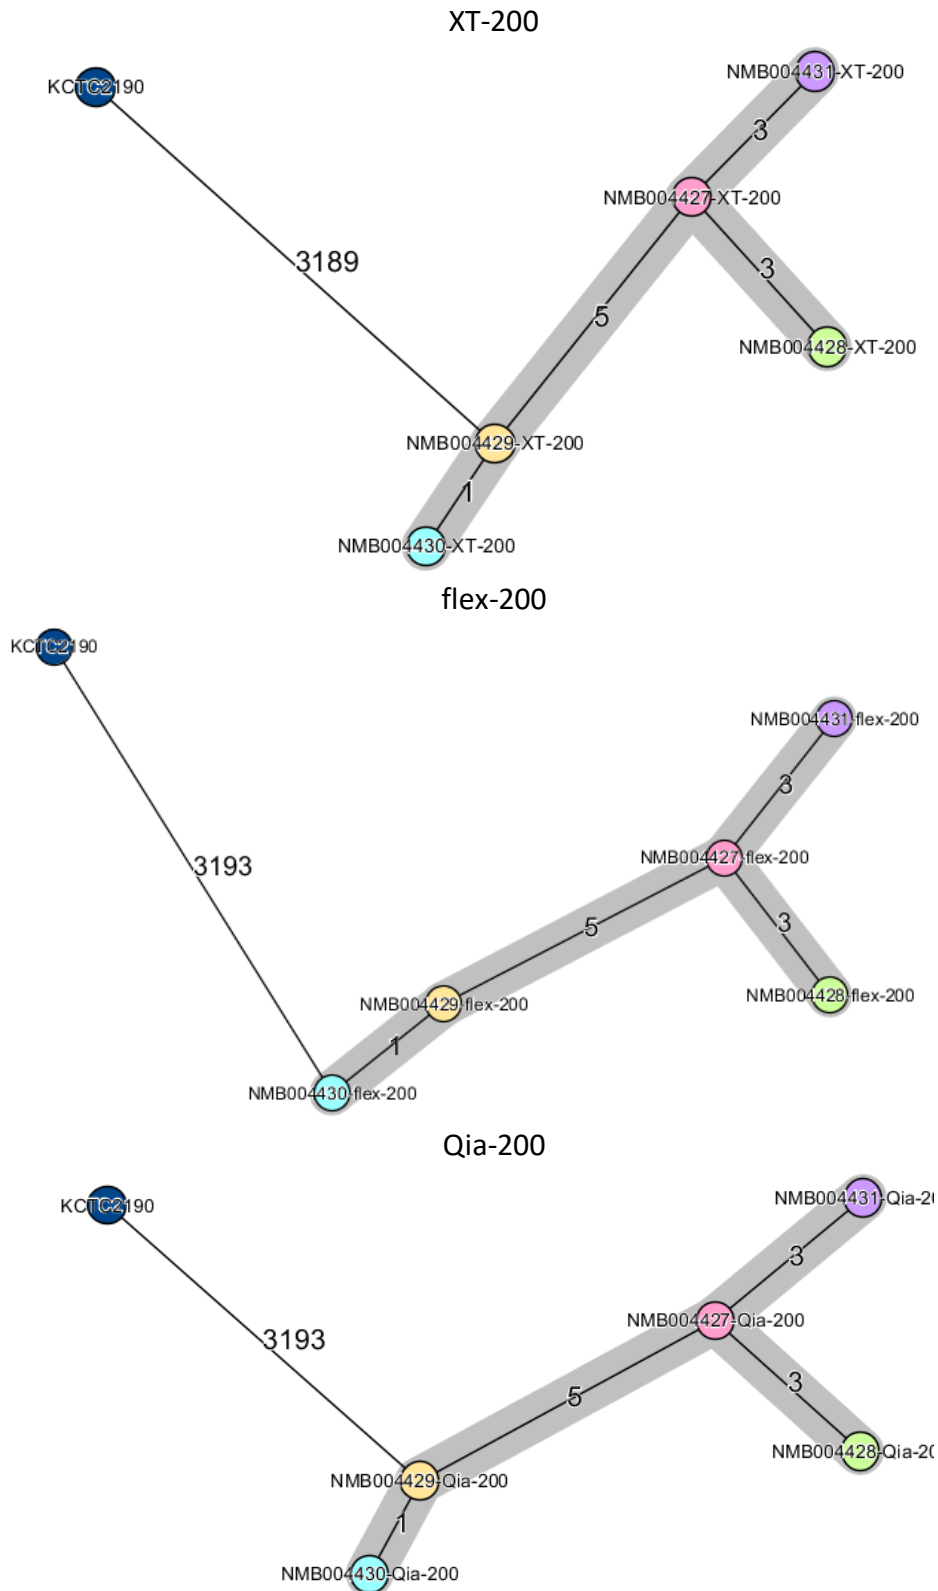 XT-200
NMB004431-XT-200
KCTC2190
3
NMB004427-XT-200
3189
3
5
NMB004428-XT-200
NMB004429-XT-200
1
NMB004430-XT-200
flex-200
KCTC2190
NMB004431-flex-200
3
NMB004427-flex-200
3193
3
5
NMB004428-flex-200
NMB004429-flex-200
1
NMB004430-flex-200
Qia-200
NMB004431-Qia-20
KCTC2190
3
NMB004427-Qia-200
3193
3
5
NMB004428-Qia-20
NMB004429-Qia-200
1
NMB004430-Qia-200